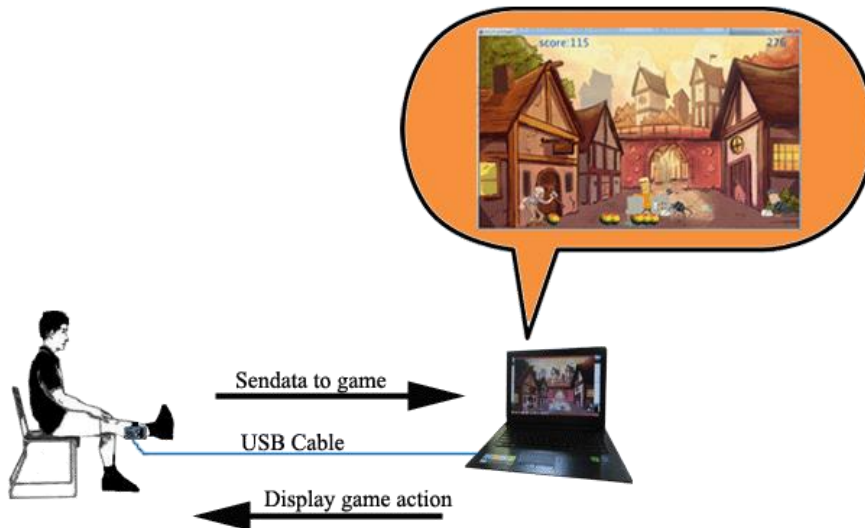 score:115 276
Sendata to game
USB Cable
Display game action